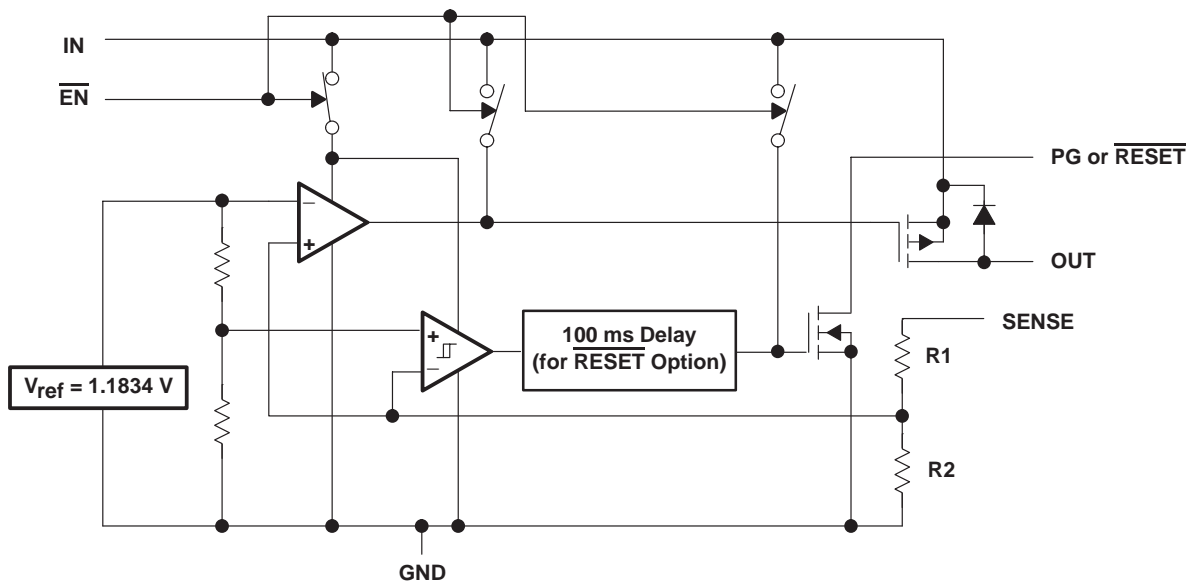 IN
EN
PG or RESET
OUT
SENSE
R1
R2
100 ms Delay
(for RESET Option)
Vref = 1.1834 V
GND
−
+
+
−